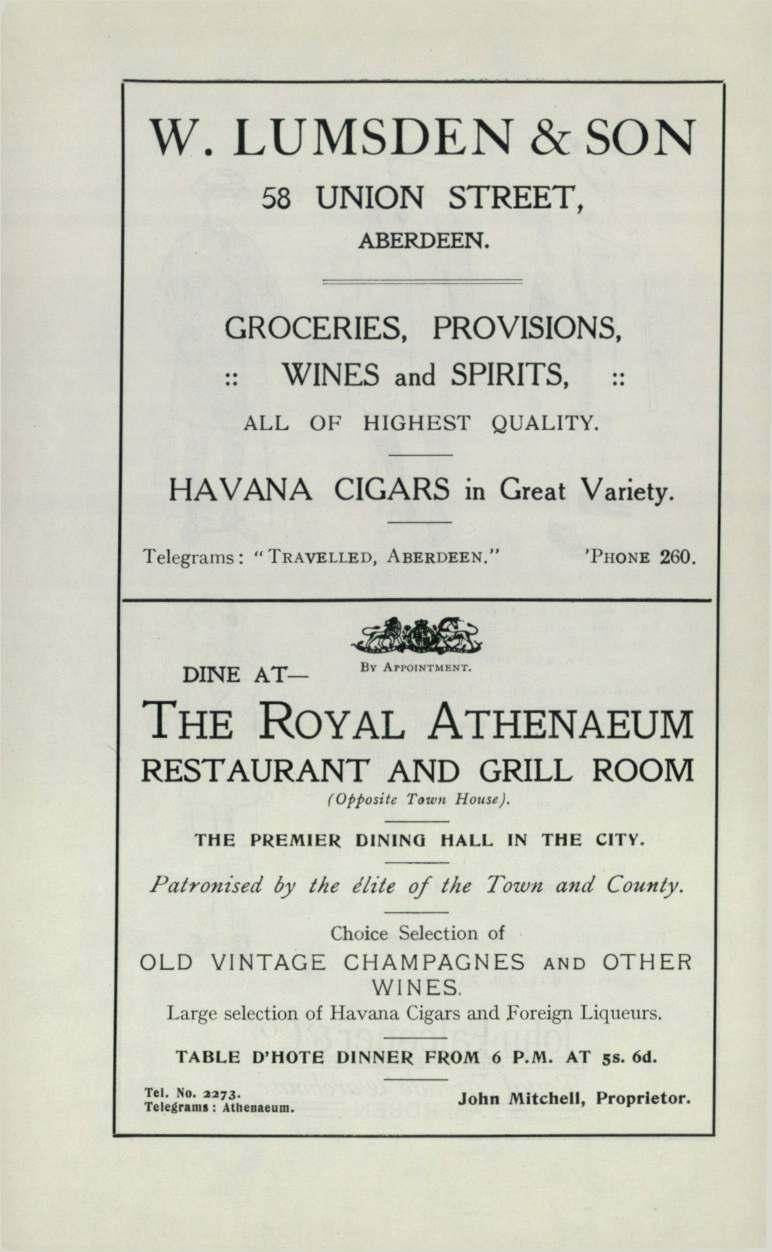 W. LUMSDEN & SON
58 UNION STREET,
ABERDEEN.
GROCERIES, PROVISIONS,
:: WINES and SPIRITS, ::
ALL OF HIGHEST QUALITY.
HAVANA CIGARS in Great Variety.
Telegrams: "TRAVELLED, ABERDEEN." 'PHONE 260.
BY APPOINTMENT.
DINE AT—
THE ROYAL ATHENAEUM
RESTAURANT AND GRILL ROOM
(Opposite Town House).
THE PREMIER DINING HALL IN THE CITY.
Patronised by the élite of the Town and County.
Choice Selection of
OLD VINTAGE CHAMPAGNES AND OTHER
WINES.
Large selection of Havana Cigars and Foreign Liqueurs.
TABLE D'HOTE DINNER FROM 6 P.M. AT 5s. 6d.
Tel. No. 2273.
Telegrams: Athenaeum.
John Mitchell, Proprietor.